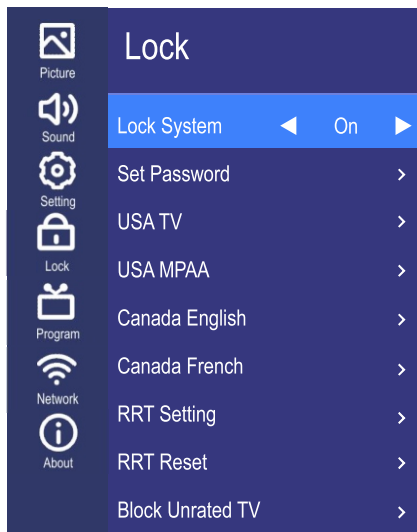 Lock
Picture
Sound
Setting
Lock
Program
Network
About
Lock System On
Set Password
USA TV
USA MPAA
Canada English
Canada French
RRT Setting
RRT Reset
Block Unrated TV